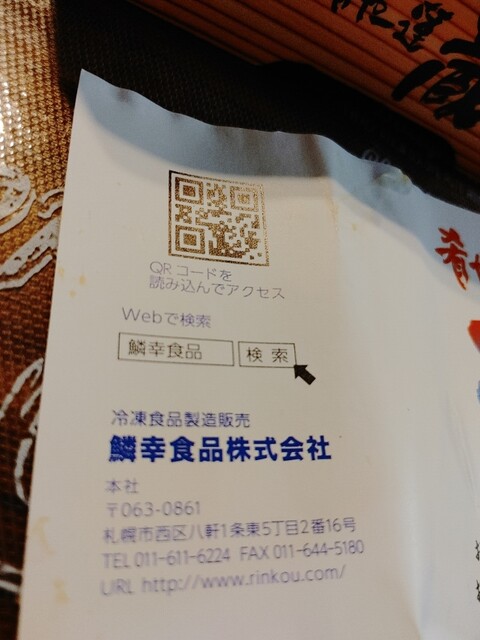 QRコードを
読み込んでアクセス
Webで検索
鱗幸食品 検索
冷凍食品製造販売
鱗幸食品株式会社
本社
〒063-0861
札幌市西区八軒1条東5丁目2番16号
TEL 011-611-6224 FAX 011-644-5180
URL http://www.rinkou.com/